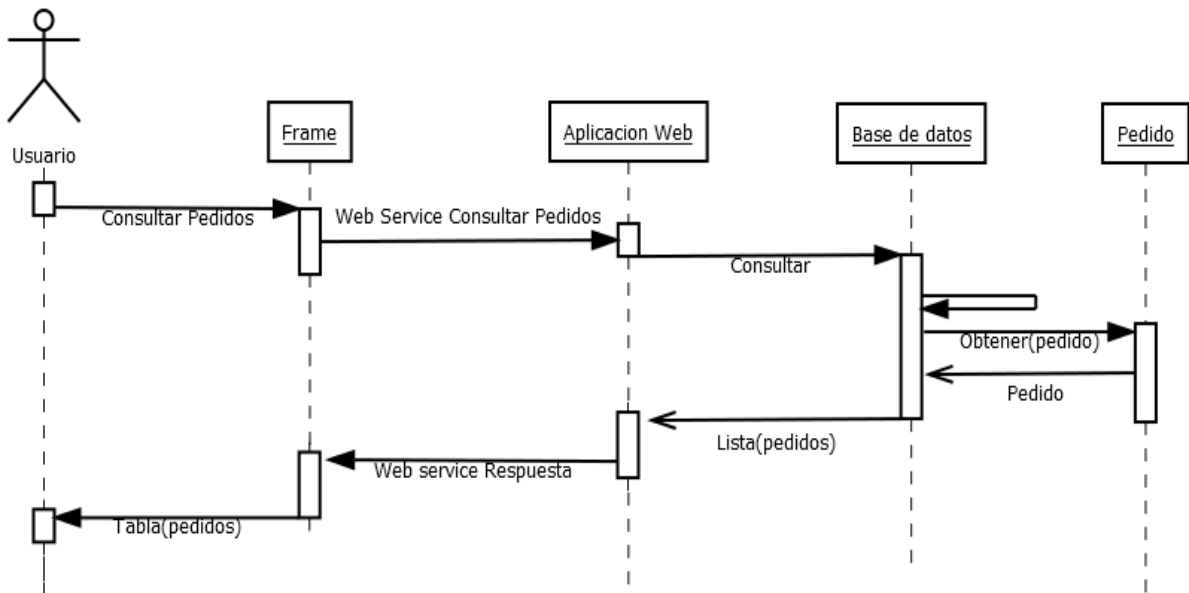 Usuario
Frame
Aplicacion Web
Base de datos
Pedido
Consultar Pedidos
Web Service Consultar Pedidos
Consultar
Obtener(pedido)
Pedido
Lista(pedidos)
Web service Respuesta
Tabla(pedidos)